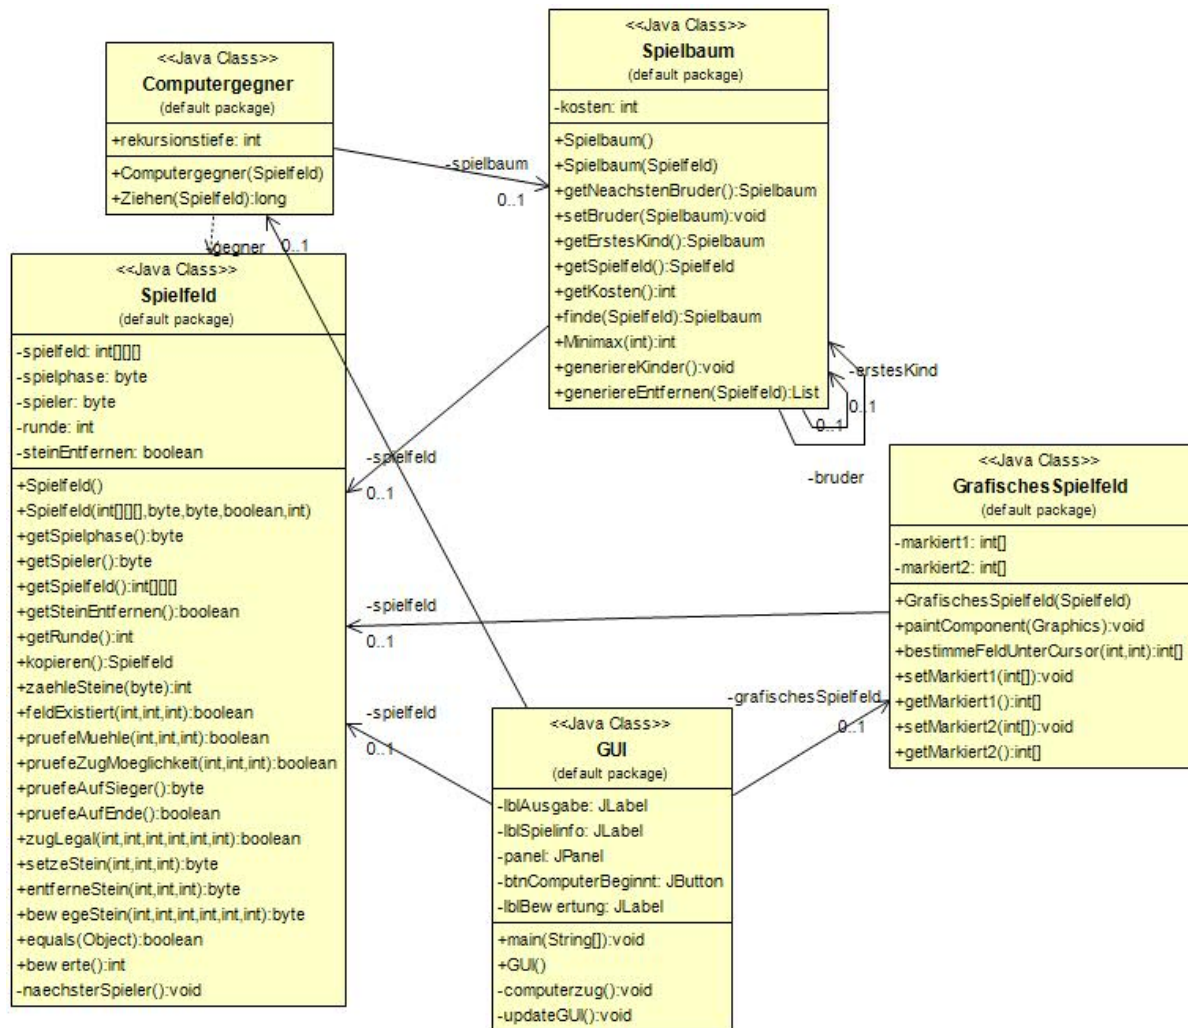 <<Java Class>>
Computergegner
(default package)
+rekursionstiefe: int
+Computergegner(Spielfeld)
+Ziehen(Spielfeld):long
<<Java Class>>
Spielbaum
(default package)
-kosten: int
+Spielbaum()
+Spielbaum(Spielfeld)
+getNeachstenBruder():Spielbaum
+setBruder(Spielbaum):void
+getErstesKind():Spielbaum
+getSpielfeld():Spielfeld
+getKosten():int
+finde(Spielfeld):Spielbaum
+Minimax(int):int
+generiereKinder():void
+generiereEntfernen(Spielfeld):List
-spielbaum
0..1
-gegner
0..1
-erstesKind
0..1
0..1
-bruder
<<Java Class>>
Spielfeld
(default package)
-spielfeld: int[][][]
-spielphase: byte
-spieler: byte
-runde: int
-steinEntfernen: boolean
+Spielfeld()
+Spielfeld(int[][][],byte,byte,boolean,int)
+getSpielphase():byte
+getSpieler():byte
+getSpielfeld():int[][][]
+getSteinEntfernen():boolean
+getRunde():int
+kopieren():Spielfeld
+zaehleSteine(byte):int
+feldExistiert(int,int,int):boolean
+pruefeMuehle(int,int,int):boolean
+pruefeZugMoeglichkeit(int,int,int):boolean
+pruefeAufSieger():byte
+pruefeAufEnde():boolean
+zugLegal(int,int,int,int,int,int):boolean
+setzeStein(int,int,int):byte
+entferneStein(int,int,int):byte
+bewegeStein(int,int,int,int,int,int):byte
+equals(Object):boolean
+bewerte():int
-naechsterSpieler():void
-spielfeld
0..1
-spielfeld
0..1
-spielfeld
0..1
<<Java Class>>
GrafischesSpielfeld
(default package)
-markiert1: int[]
-markiert2: int[]
+GrafischesSpielfeld(Spielfeld)
+paintComponent(Graphics):void
+bestimmeFeldUnterCursor(int,int):int[]
+setMarkiert1(int[]):void
+getMarkiert1():int[]
+setMarkiert2(int[]):void
+getMarkiert2():int[]
-grafischesSpielfeld
0..1
<<Java Class>>
GUI
(default package)
-lblAusgabe: JLabel
-lblSpielinfo: JLabel
-panel: JPanel
-btnComputerBeginnt: JButton
-lblBewertung: JLabel
+main(String[]):void
+GUI()
-computerzug():void
-updateGUI():void